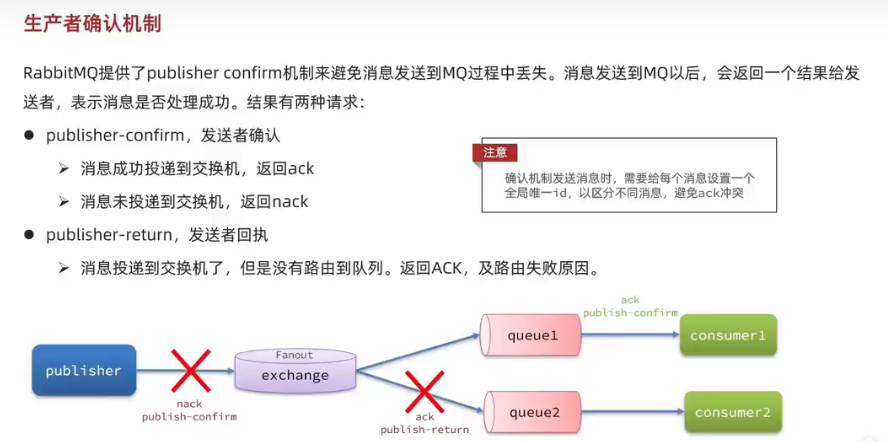 生产者确认机制
RabbitMQ提供了publisher confirm机制来避免消息发送到MQ过程中丢失。消息发送到MQ以后，会返回一个结果给发
送者，表示消息是否处理成功。结果有两种请求：
publisher-confirm，发送者确认
消息成功投递到交换机，返回ack
消息未投递到交换机，返回nack
注意
确认机制发送消息时，需要给每个消息设置一个
全局唯一id，以区分不同消息，避免ack冲突
publisher-return，发送者回执
消息投递到交换机了，但是没有路由到队列。返回ACK，及路由失败原因。
publisher
nack
publish-confirm
Fanout
exchange
ack
publish-return
queue1
ack
publish-confirm
consumer1
queue2
consumer2